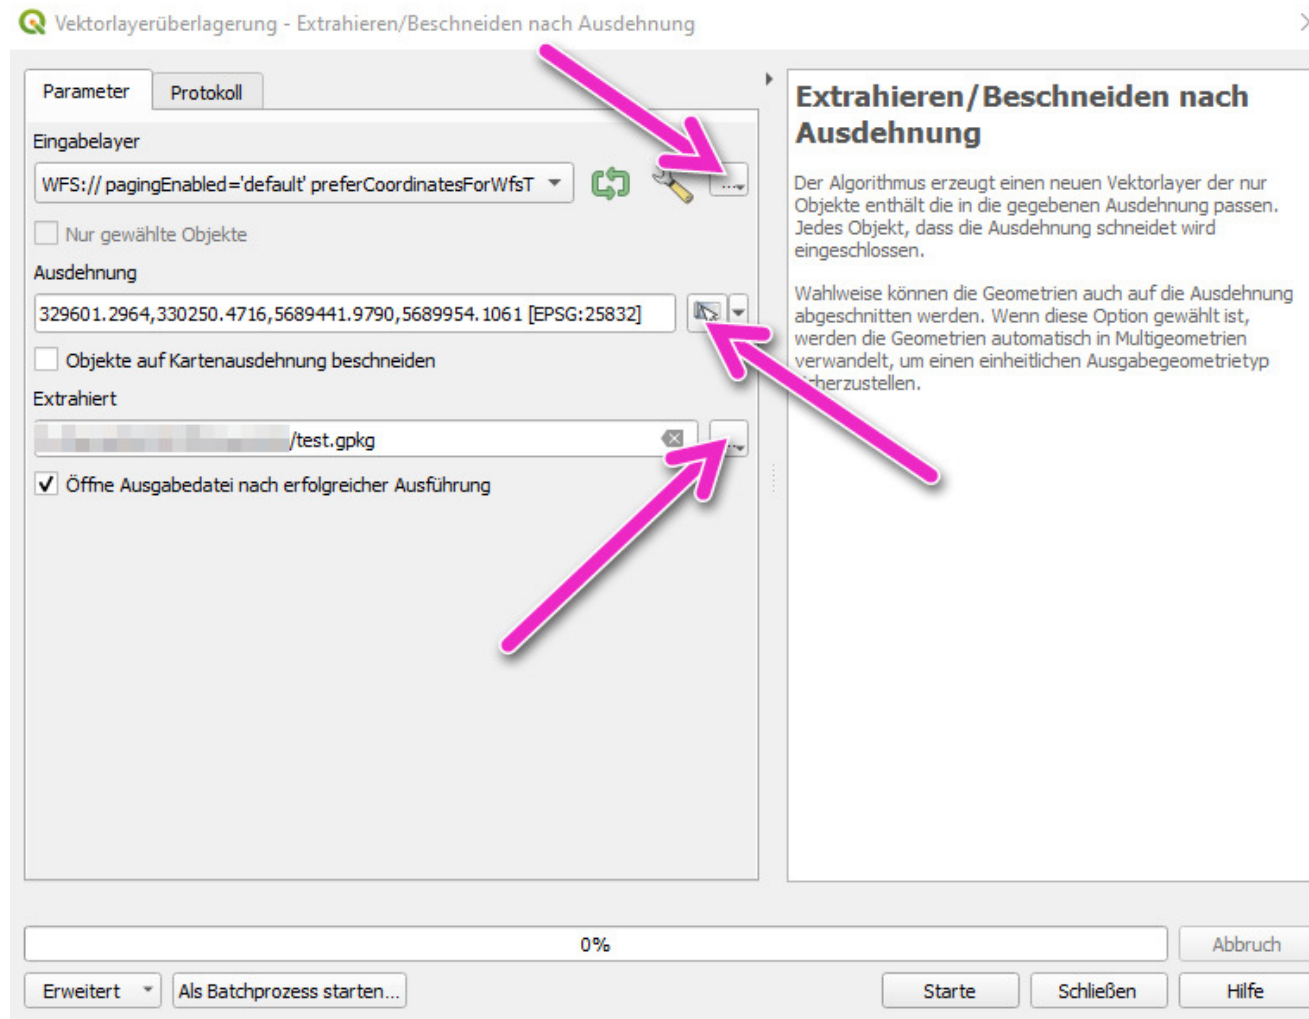 Vektorlayerüberlagerung - Extrahieren/Beschneiden nach Ausdehnung
Parameter
Protokoll
Eingabelayer
WFS:// pagingEnabled='default' preferCoordinatesForWfsT
...
Nur gewählte Objekte
Ausdehnung
329601.2964,330250.4716,5689441.9790,5689954.1061 [EPSG:25832]
Objekte auf Kartenausdehnung beschneiden
Extrahiert
/test.gpkg
Öffne Ausgabedatei nach erfolgreicher Ausführung
Extrahieren/Beschneiden nach
Ausdehnung
Der Algorithmus erzeugt einen neuen Vektorlayer der nur
Objekte enthält die in die gegebenen Ausdehnung passen.
Jedes Objekt, dass die Ausdehnung schneidet wird
eingeschlossen.
Wahlweise können die Geometrien auch auf die Ausdehnung
abgeschnitten werden. Wenn diese Option gewählt ist,
werden die Geometrien automatisch in Multigeometrien
verwandelt, um einen einheitlichen Ausgabegeometrietyp
cherzustellen.
0%
Abbruch
Erweitert
Als Batchprozess starten...
Starte
Schließen
Hilfe